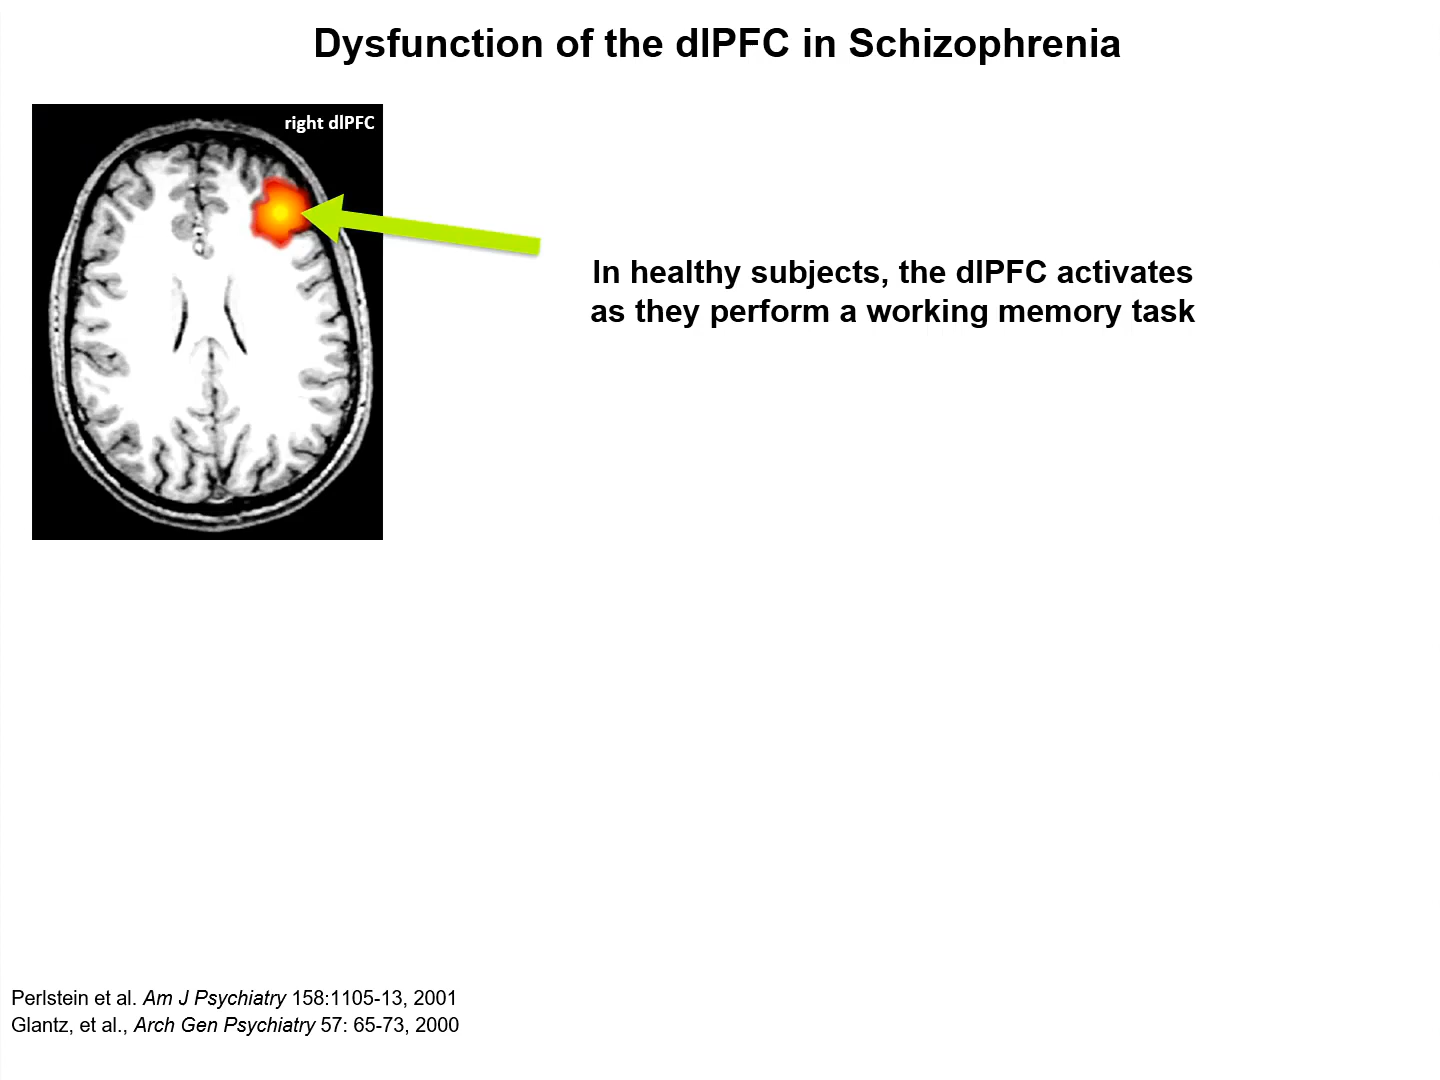 Dysfunction of the dlPFC in Schizophrenia
right dlPFC
In healthy subjects, the dlPFC activates
as they perform a working memory task
Perlstein et al. Am J Psychiatry 158:1105-13, 2001
Glantz, et al., Arch Gen Psychiatry 57: 65-73, 2000